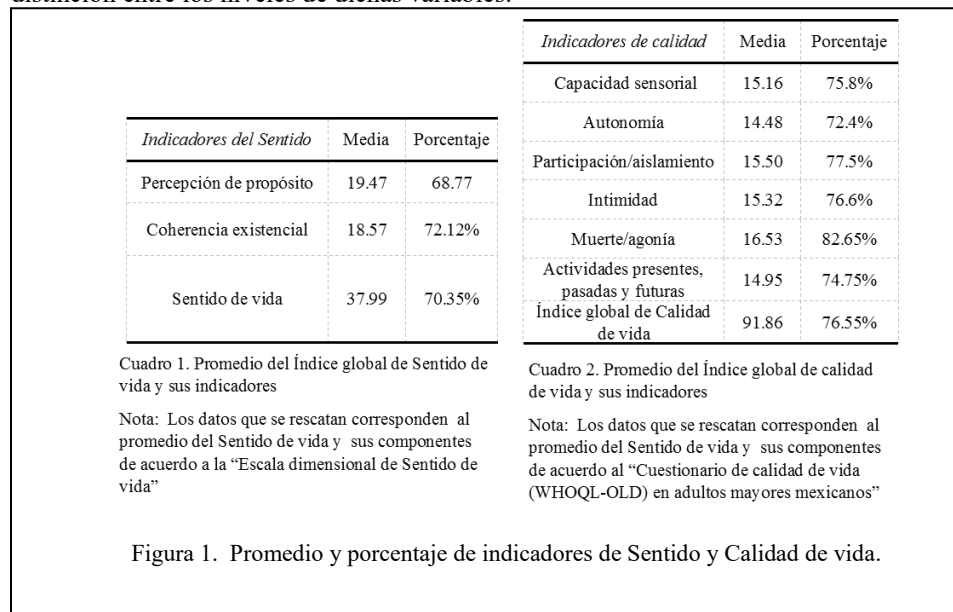 distinción entre los niveles de dichas variables.
Indicadores del Sentido Media Porcentaje
Percepción de propósito 19.47 68.77
Coherencia existencial 18.57 72.12%
Sentido de vida 37.99 70.35%
Cuadro 1. Promedio del Índice global de Sentido de
vida y sus indicadores
Nota: Los datos que se rescatan corresponden al
promedio del Sentido de vida y sus componentes
de acuerdo a la “Escala dimensional de Sentido de
vida”
Indicadores de calidad Media Porcentaje
Capacidad sensorial 15.16 75.8%
Autonomía 14.48 72.4%
Participación/aislamiento 15.50 77.5%
Intimidad 15.32 76.6%
Muerte/agonía 16.53 82.65%
Actividades presentes,
pasadas y futuras 14.95 74.75%
Índice global de Calidad
de vida 91.86 76.55%
Cuadro 2. Promedio del Índice global de calidad
de vida y sus indicadores
Nota: Los datos que se rescatan corresponden al
promedio del Sentido de vida y sus componentes
de acuerdo al “Cuestionario de calidad de vida
(WHOQL-OLD) en adultos mayores mexicanos”
Figura 1. Promedio y porcentaje de indicadores de Sentido y Calidad de vida.